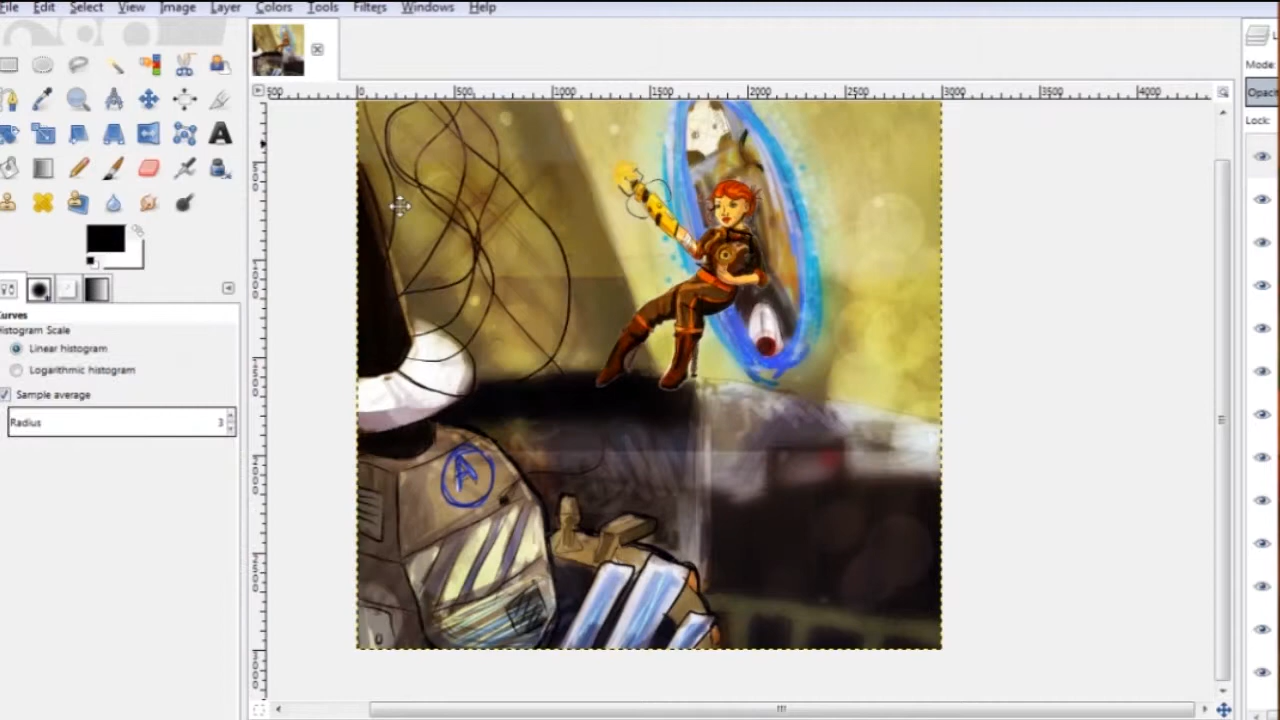 File Edit Select View Image Layer Colors Tools Filters Windows Help
500 0 500 1000 1500 2000 2500 3000 3500 4000
Mode:
Lock:
Curves
Histogram Scale
Linear histogram
Logarithmic histogram
Sample average
Radius 3
A